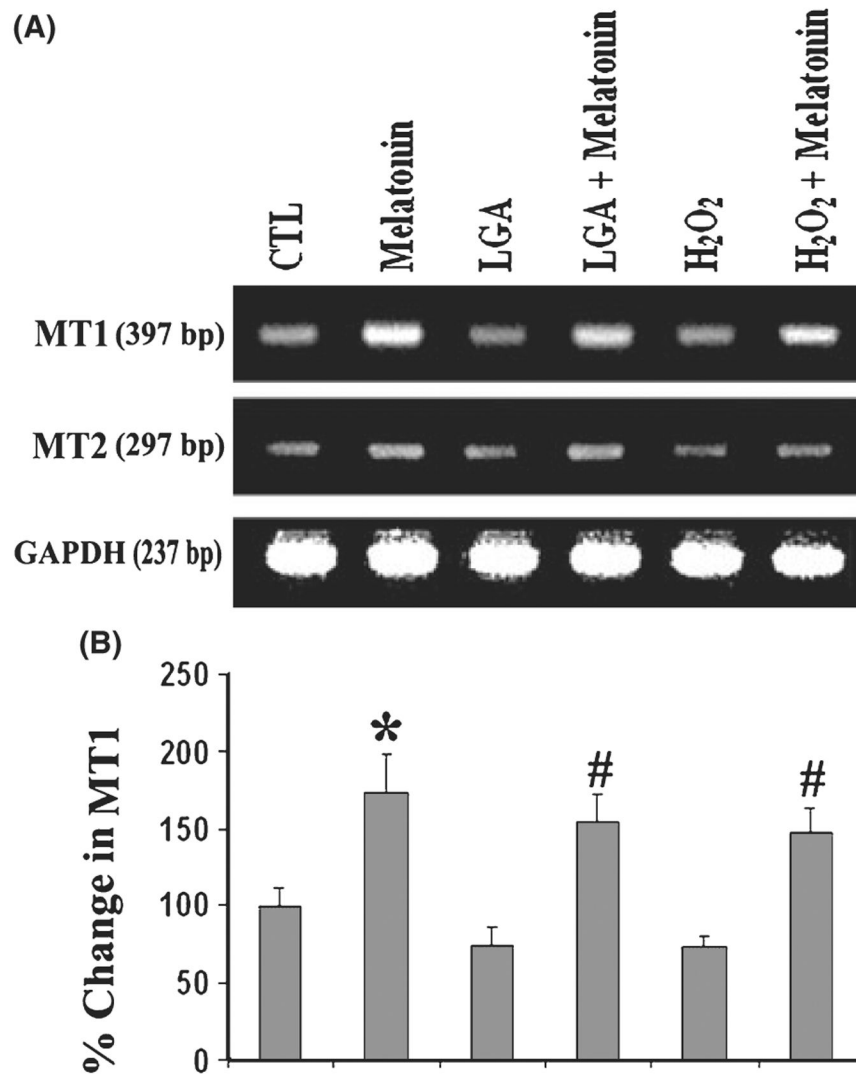 (A)
CTL
Melatonin
LGA
LGA + Melatonin
H₂O₂
H₂O₂ + Melatonin
MT1 (397 bp)
MT2 (297 bp)
GAPDH (237 bp)
(B)
% Change in MT1
250
200
150
100
50
0
*
#
#